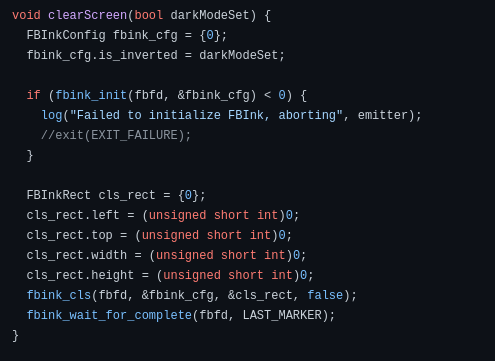 void clearScreen(bool darkModeSet) {
  FBInkConfig fbink_cfg = {0};
  fbink_cfg.is_inverted = darkModeSet;

  if (fbink_init(fbfd, &fbink_cfg) < 0) {
    log("Failed to initialize FBInk, aborting", emitter);
    //exit(EXIT_FAILURE);
  }

  FBInkRect cls_rect = {0};
  cls_rect.left = (unsigned short int)0;
  cls_rect.top = (unsigned short int)0;
  cls_rect.width = (unsigned short int)0;
  cls_rect.height = (unsigned short int)0;
  fbink_cls(fbfd, &fbink_cfg, &cls_rect, false);
  fbink_wait_for_complete(fbfd, LAST_MARKER);
}